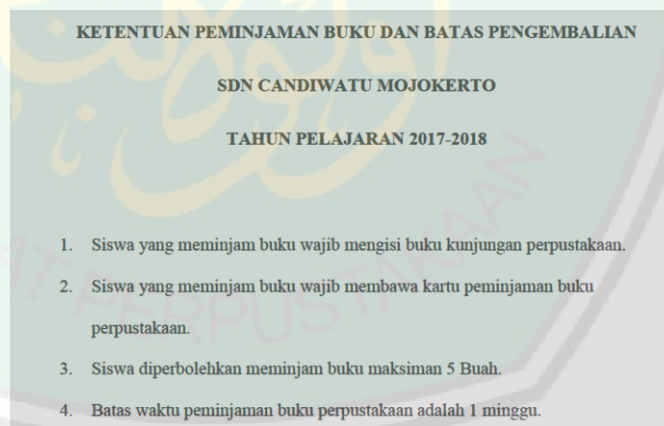 KETENTUAN PEMINJAMAN BUKU DAN BATAS PENGEMBALIAN
SDN CANDIWATU MOJOKERTO
TAHUN PELAJARAN 2017-2018
1. Siswa yang meminjam buku wajib mengisi buku kunjungan perpustakaan.
2. Siswa yang meminjam buku wajib membawa kartu peminjaman buku
perpustakaan.
3. Siswa diperbolehkan meminjam buku maksiman 5 Buah.
4. Batas waktu peminjaman buku perpustakaan adalah 1 minggu.